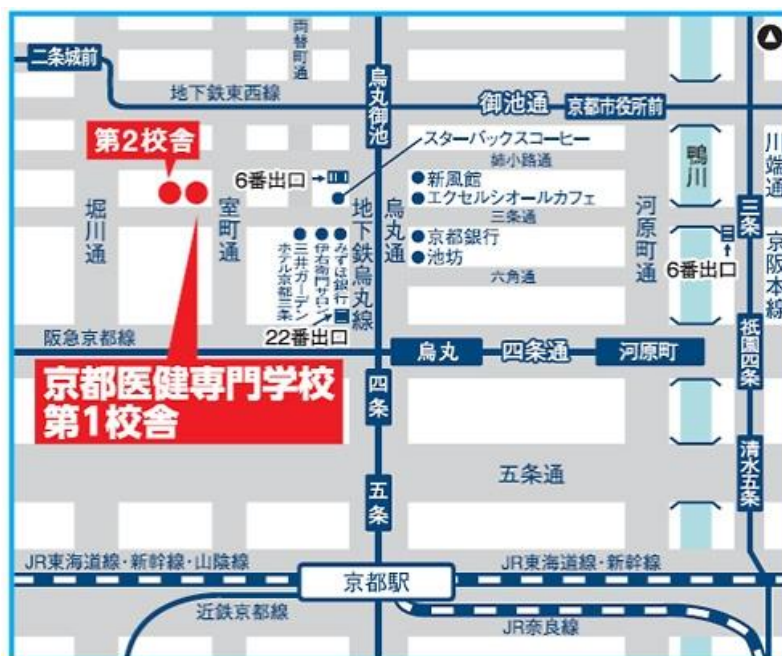 両替町通
二条城前
地下鉄東西線
烏丸御池
御池通
京都市役所前
第2校舎
スターバックスコーヒー
姉小路通
6番出口
新風館
エクセルシオールカフェ
三条通
京都銀行
池坊
六角通
堀川通
室町通
地下鉄烏丸線
烏丸通
河原町通
鴨川
三条
川端通
京阪本線
6番出口
みずほ銀行
伊右衛門サロン
三井ガーデン
ホテル京都三条
22番出口
阪急京都線
烏丸
四条通
河原町
祇園四条
京都医健専門学校
第1校舎
四条
清水五条
五条通
五条
JR東海道線・新幹線・山陰線
JR東海道線・新幹線
京都駅
近鉄京都線
JR奈良線